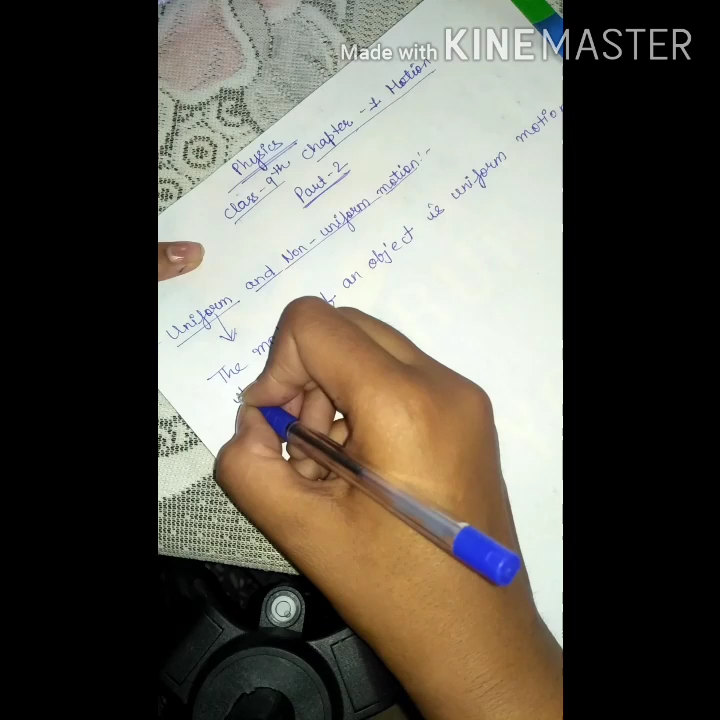 Made with KINEMASTER
Physics
Class-9th Chapter-1 Motion
Part-2
Uniform and Non-uniform motion:-
The an object is uniform motion